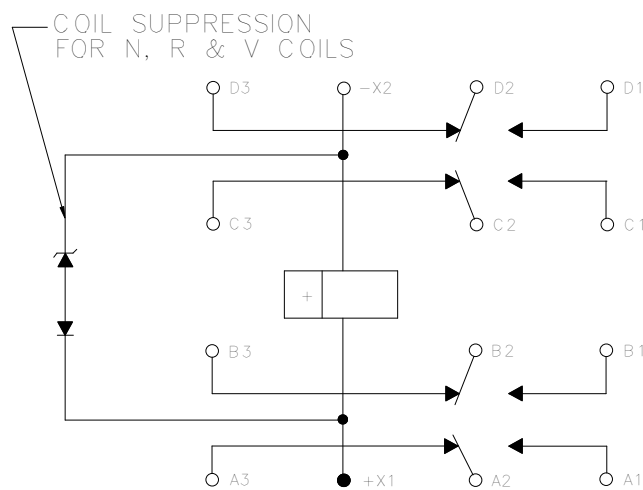 COIL SUPPRESSION
FOR N, R & V COILS
D3
-X2
D2
D1
C3
C2
C1
+
B3
B2
B1
A3
+X1
A2
A1